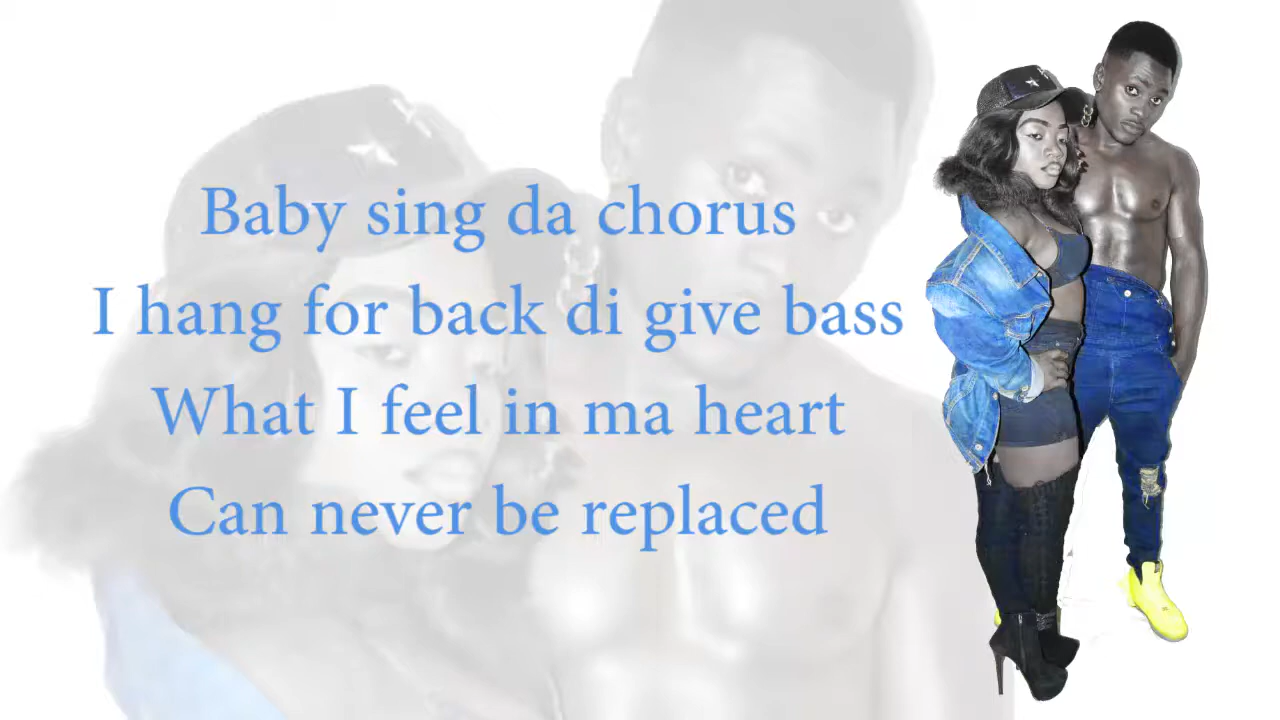 Baby sing da chorus
I hang for back di give bass
What I feel in ma heart
Can never be replaced